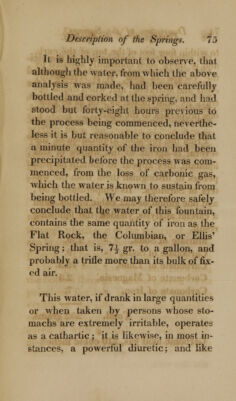 Description of the Springs. 75
It is highly important to observe, that
although the water, from which the above
analysis was made, had been carefully
bottled and corked at the spring, and had
stood but forty-eight hours previous to
the process being commenced, neverthe-
less it is but reasonable to conclude that
a minute quantity of the iron had been
precipitated before the process was com-
menced, from the loss of carbonic gas,
which the water is known to sustain from
being bottled. We may therefore safely
conclude that the water of this fountain,
contains the same quantity of iron as the
Flat Rock, the Columbian, or Ellis'
Spring; that is, 7½ gr. to a gallon, and
probably a trifle more than its bulk of fix-
ed air.
This water, if drank in large quantities
or when taken by persons whose sto-
machs are extremely irritable, operates
as a cathartic; it is likewise, in most in-
stances, a powerful diuretic; and like